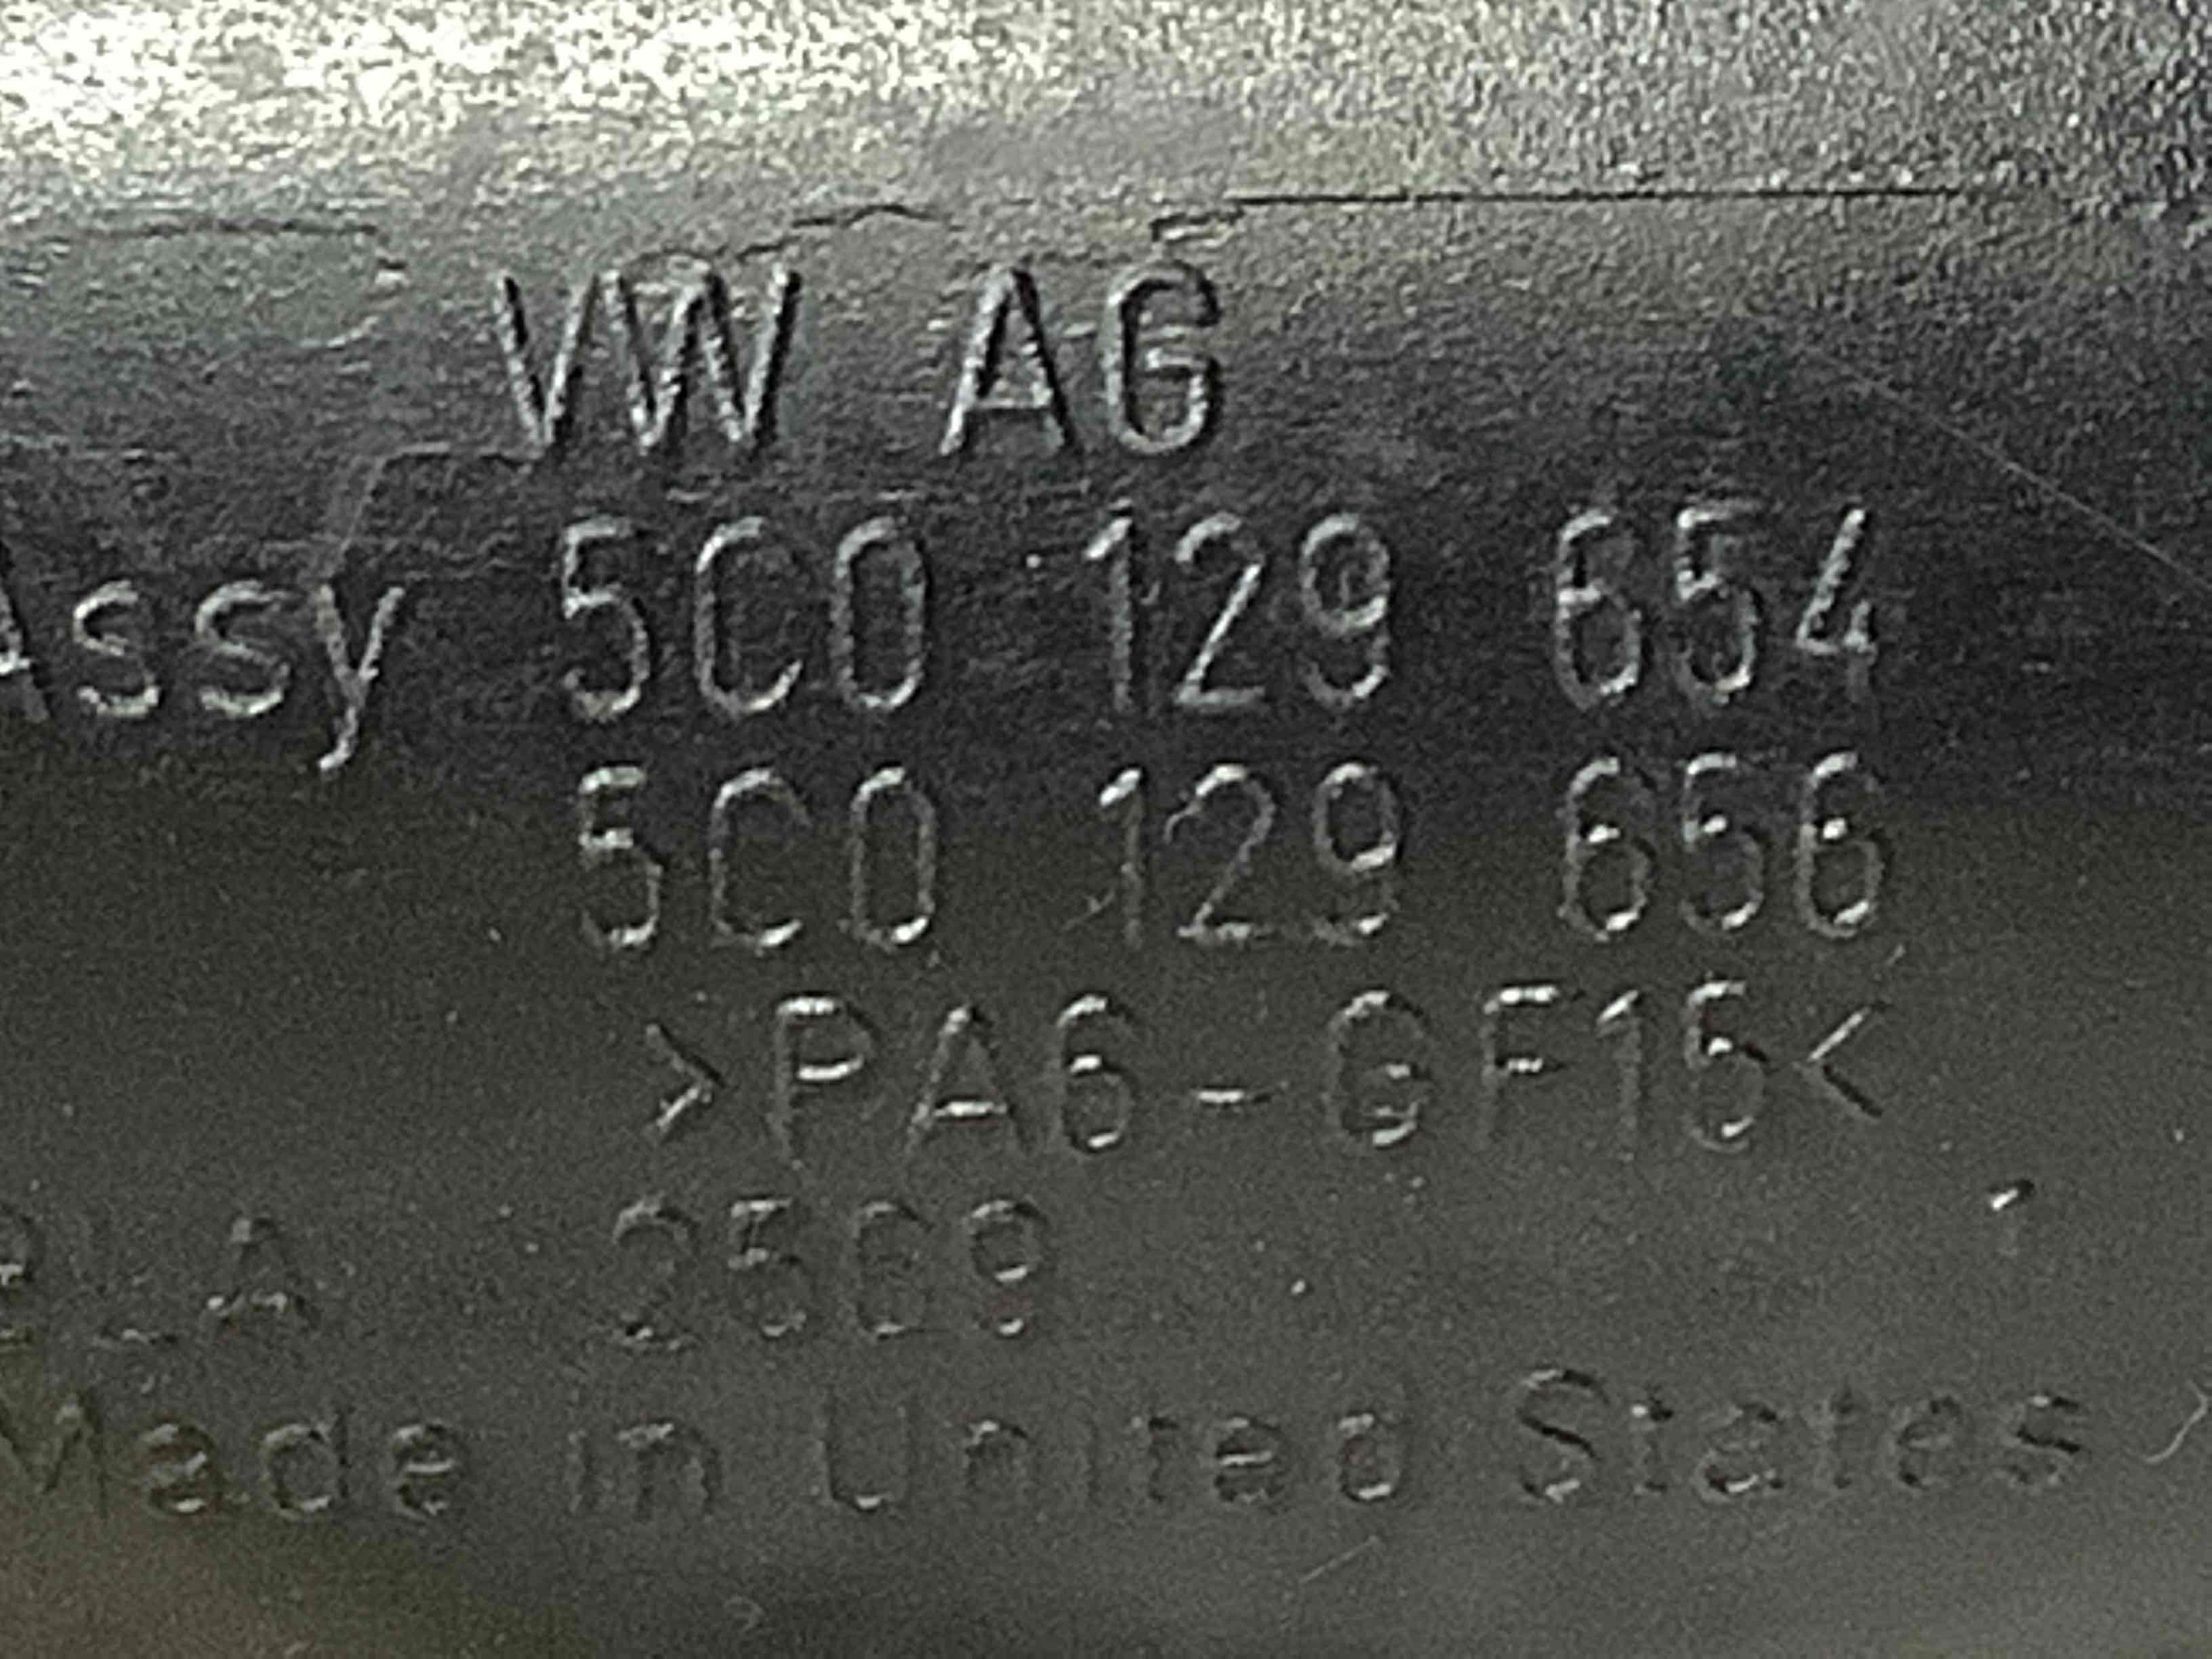 VW AG
Assy 5C0 129 654
5C0 129 656
>PA6-GF15<
A
Made in United States